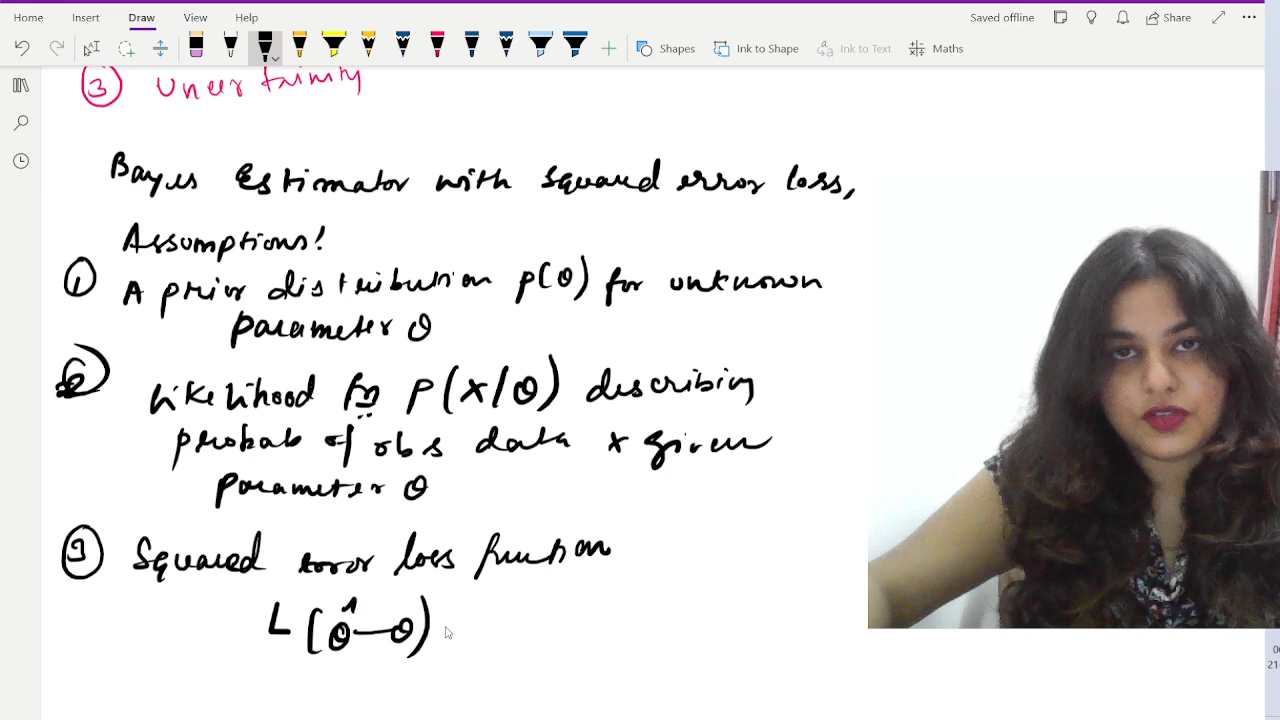 Home Insert Draw View Help Saved offline Share
Shapes Ink to Shape Ink to Text Maths
③ Uncertainity
Bayes Estimator with squared error loss,
Assumptions!
① A prior distribution p(θ) for unknown
parameter θ
② Likelihood fn P(x/θ) describing
probab of obs data x given
parameter θ
③ Squared error loss function
L(θ̂-θ)
21-